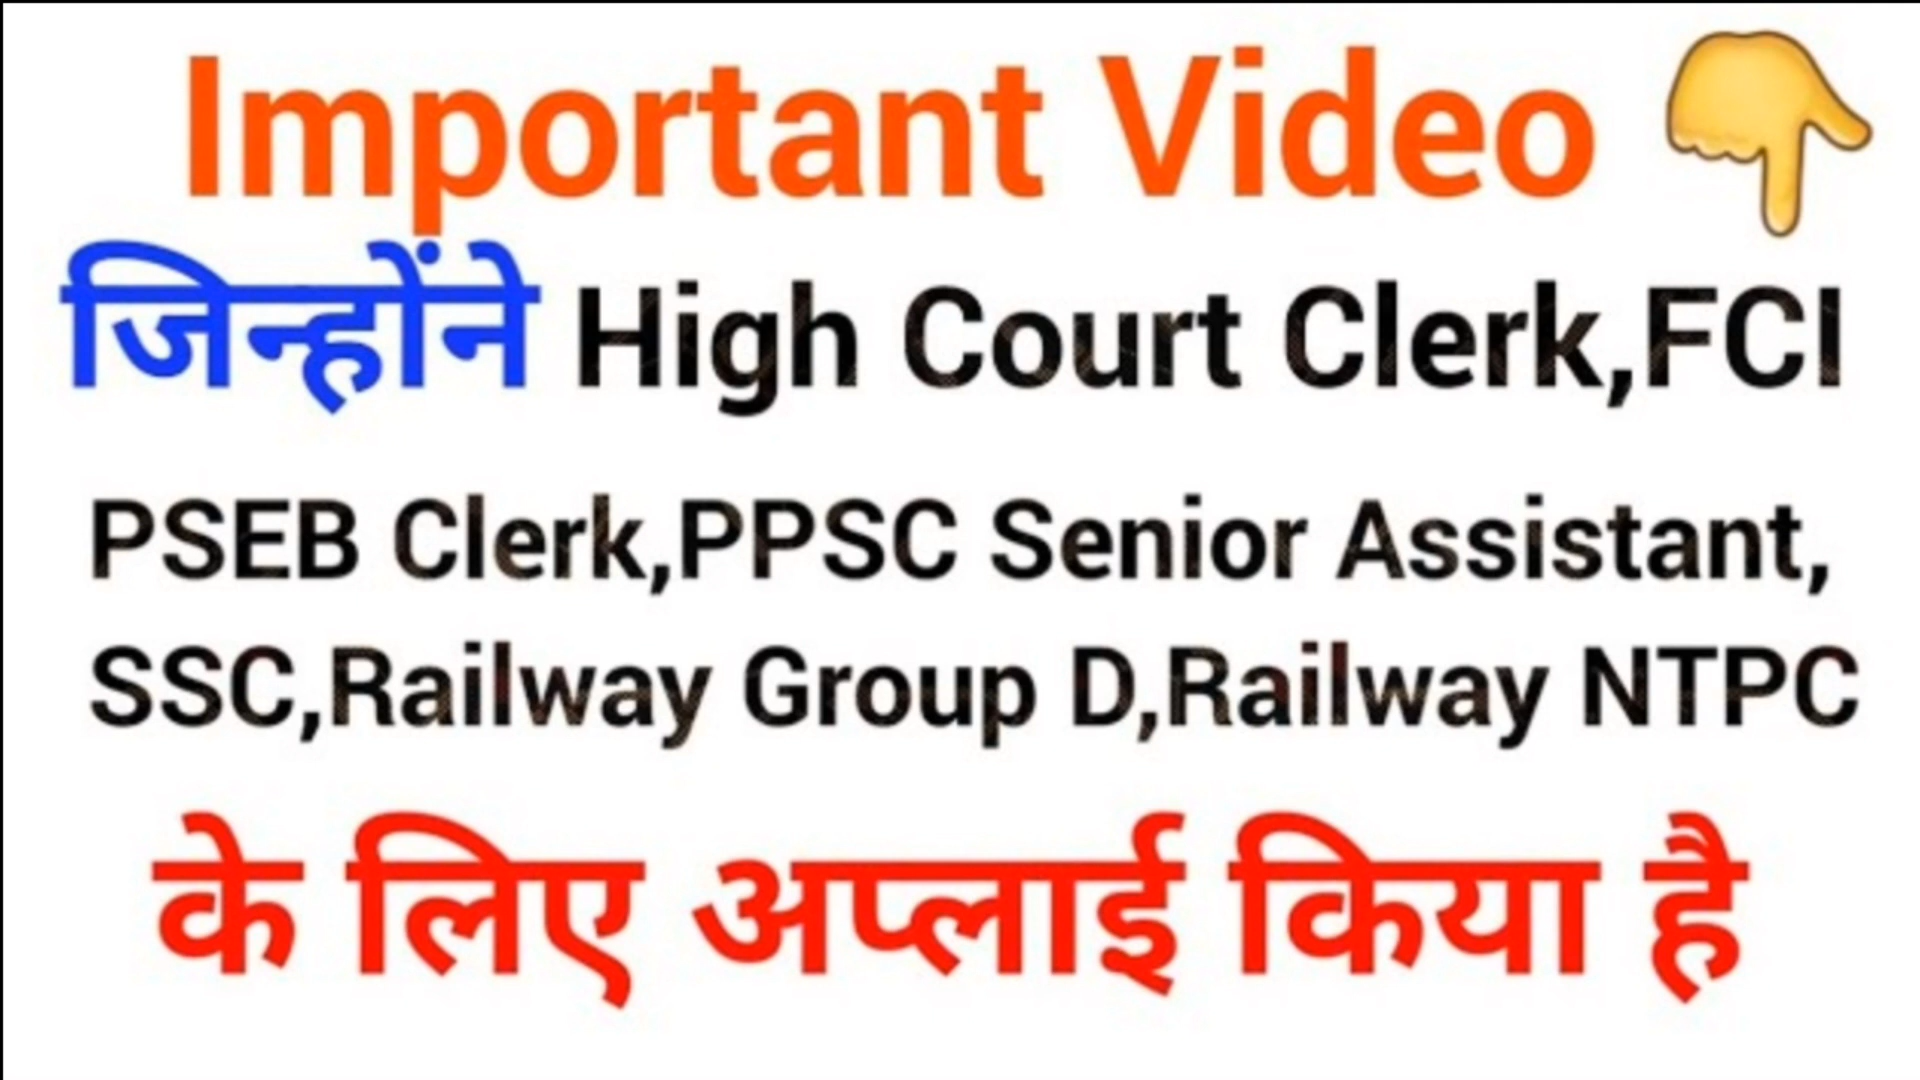 Important Video
जिन्होंने High Court Clerk,FCI
PSEB Clerk,PPSC Senior Assistant,
SSC,Railway Group D,Railway NTPC
के लिए अप्लाई किया है